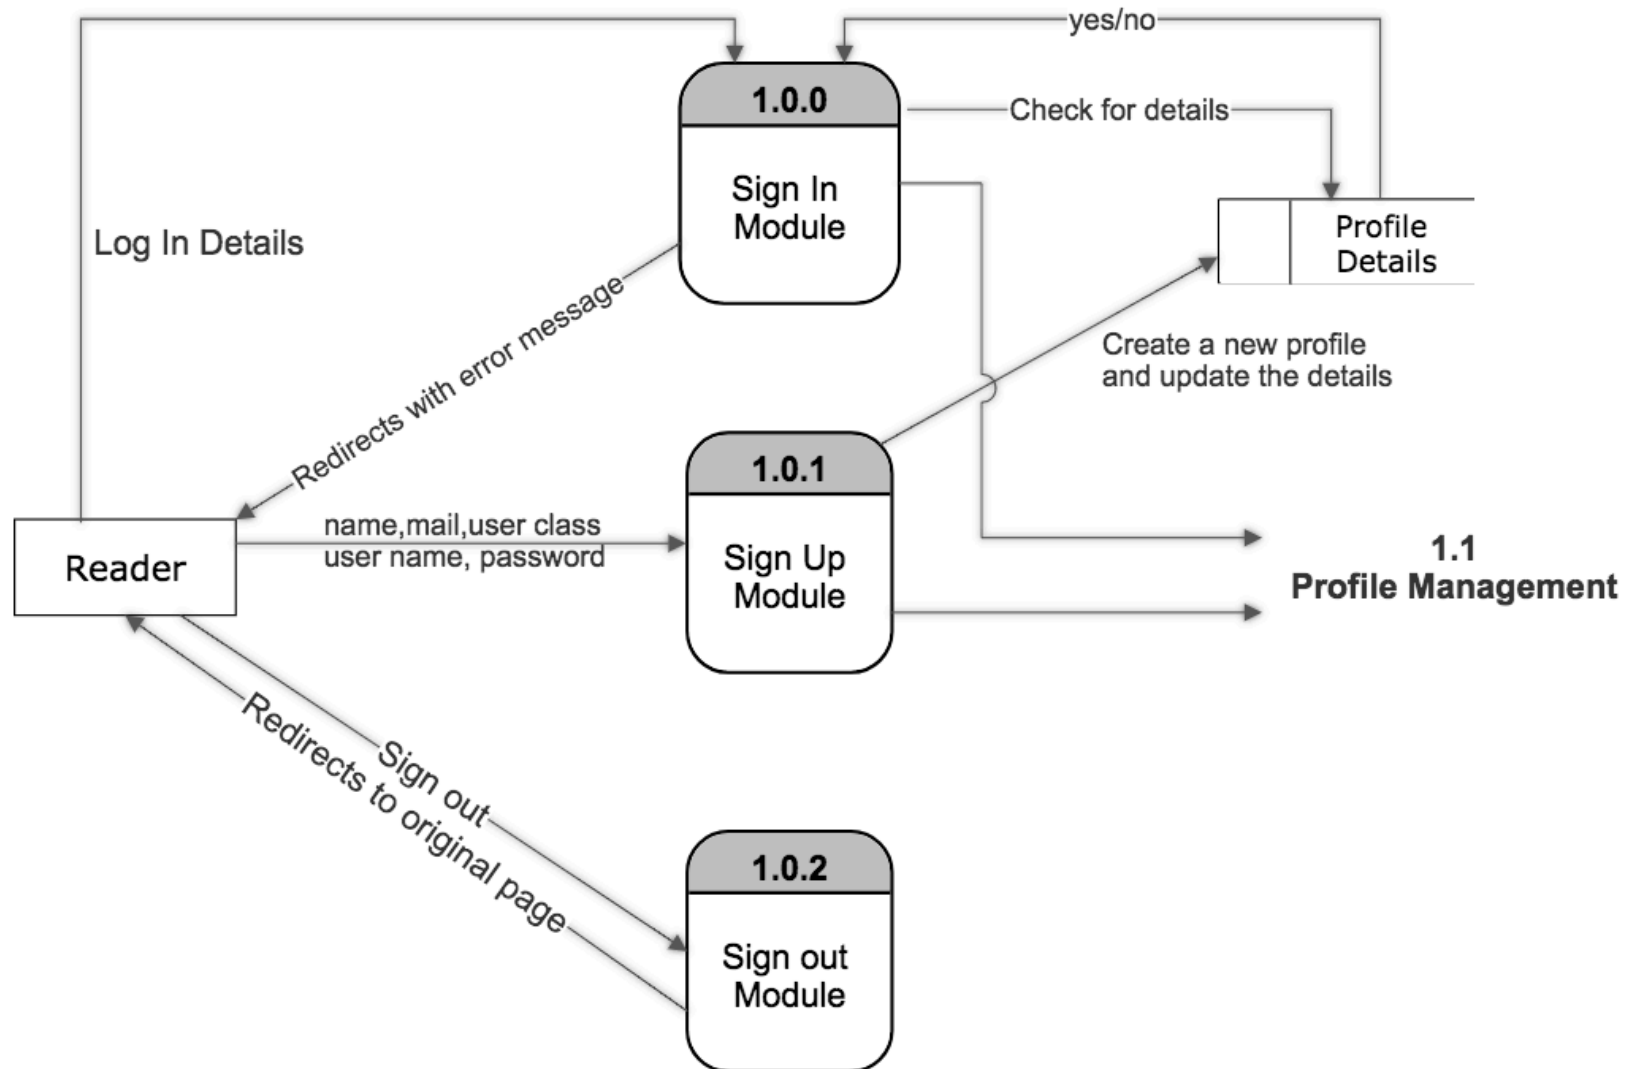 yes/no
1.0.0
Check for details
Sign In
Module
Profile
Details
Log In Details
Redirects with error message
Create a new profile
and update the details
1.0.1
name,mail,user class
user name, password
Reader
Sign Up
Module
1.1
Profile Management
Sign out
Redirects to original page
1.0.2
Sign out
Module